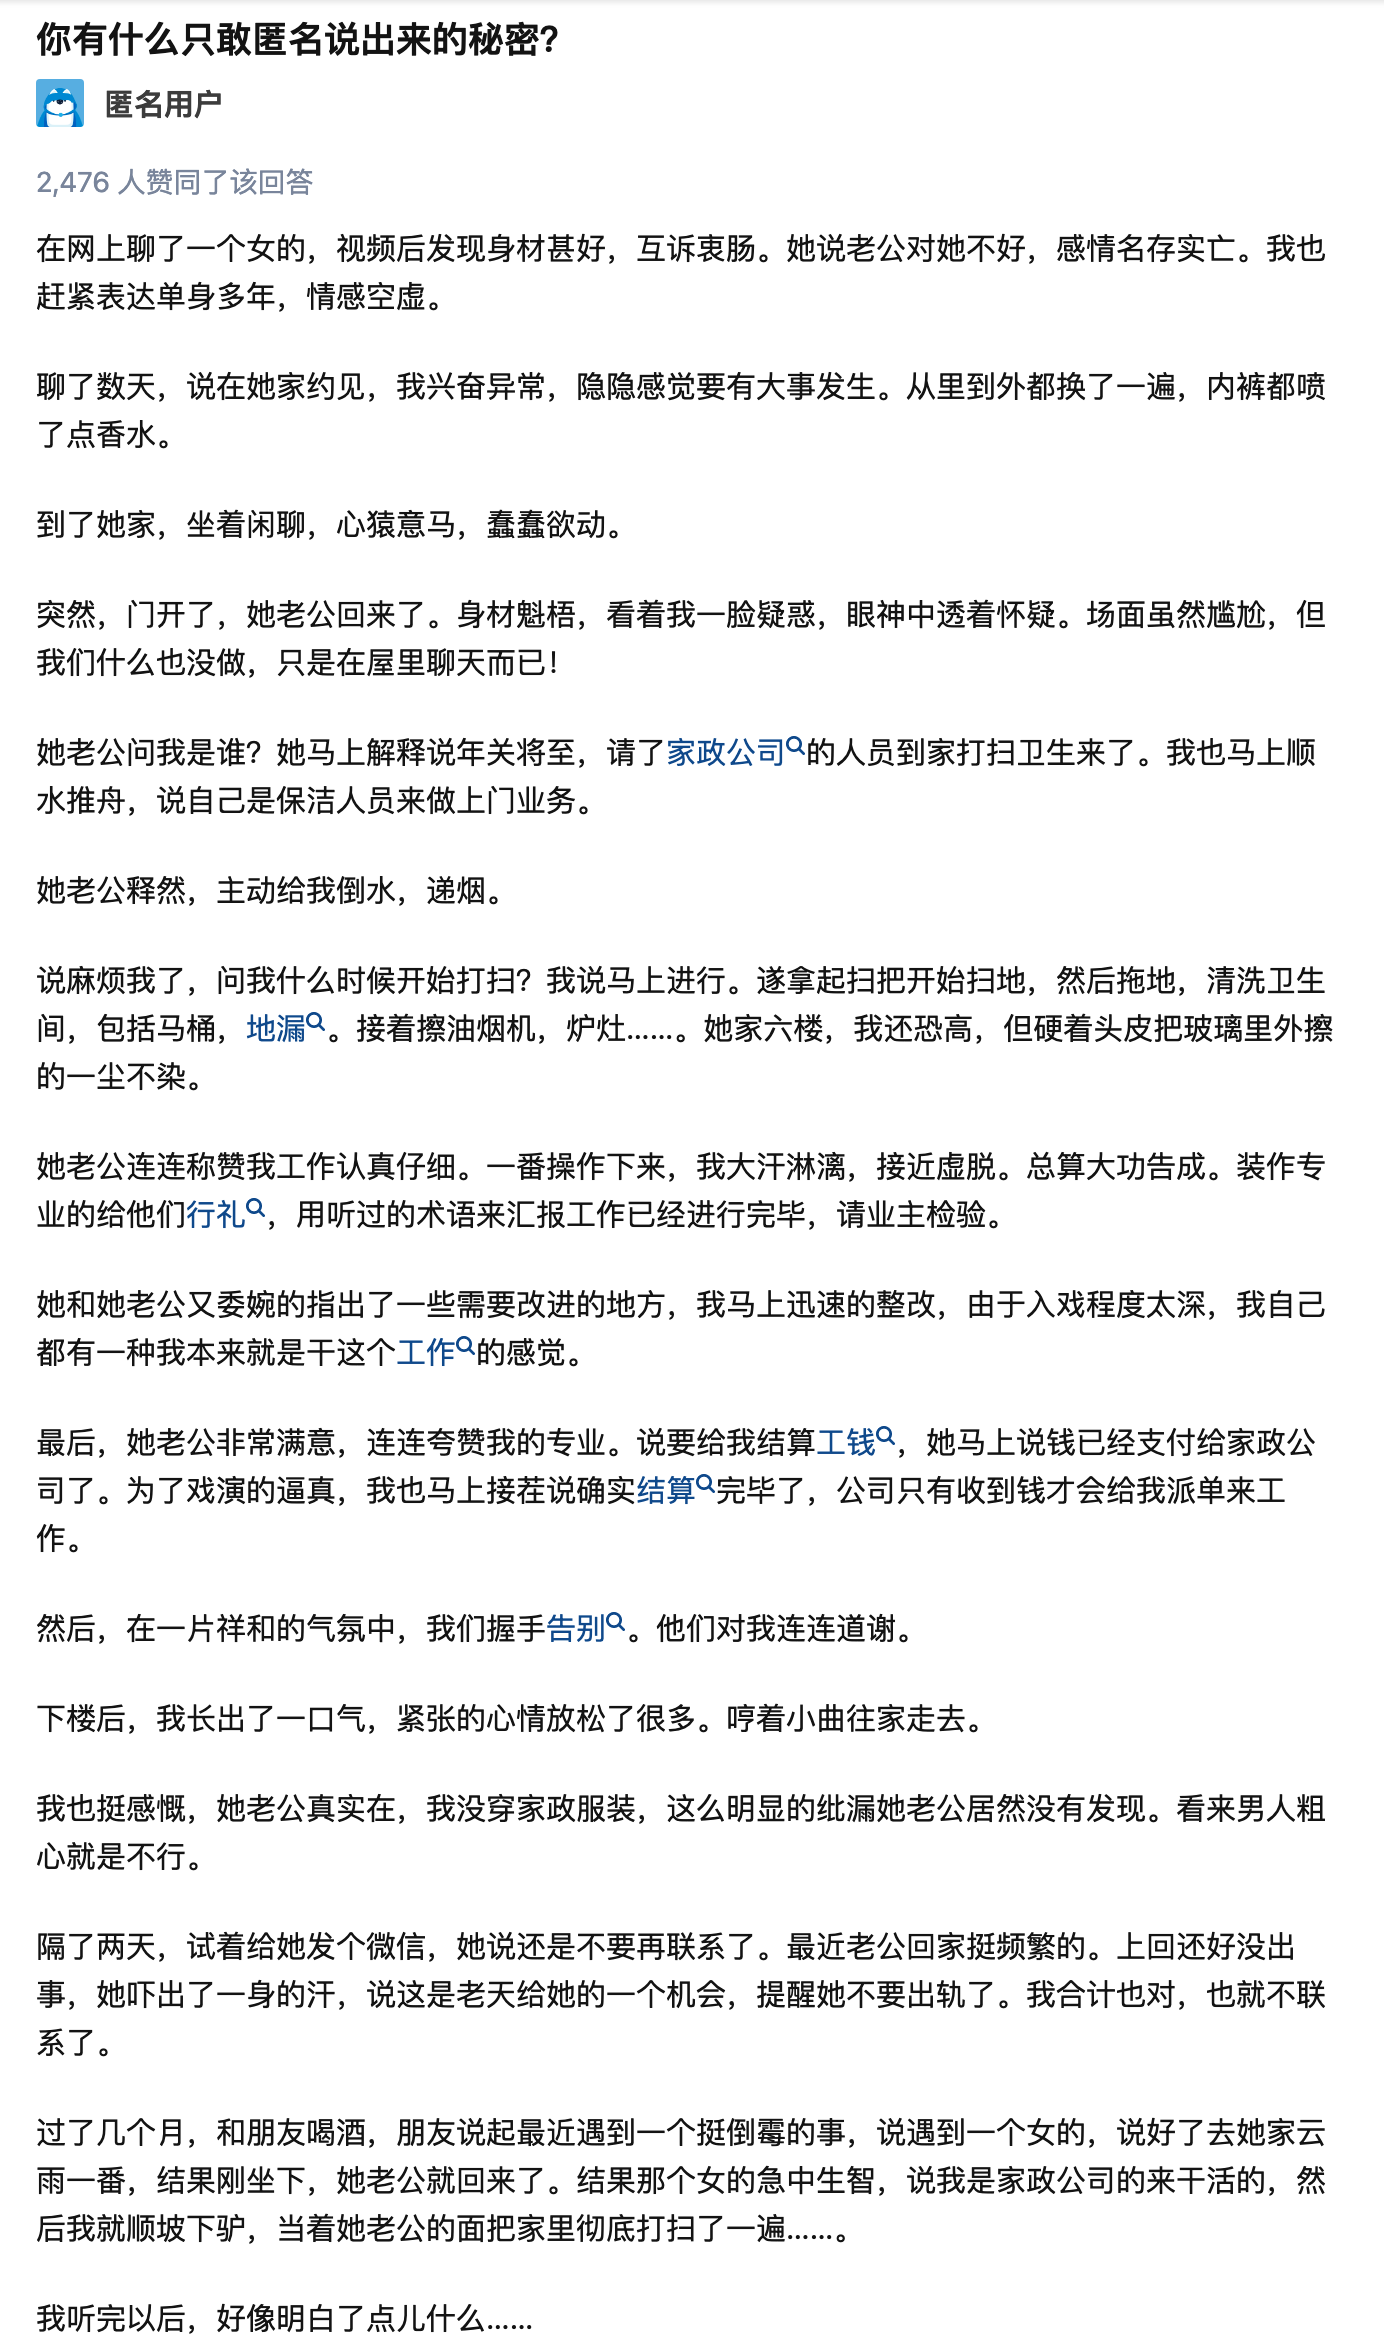 你有什么只敢匿名说出来的秘密?
匿名用户
2,476 人赞同了该回答
在网上聊了一个女的，视频后发现身材甚好，互诉衷肠。她说老公对她不好，感情名存实亡。我也
赶紧表达单身多年，情感空虚。
聊了数天，说在她家约见，我兴奋异常，隐隐感觉要有大事发生。从里到外都换了一遍，内裤都喷
了点香水。
到了她家，坐着闲聊，心猿意马，蠢蠢欲动。
突然，门开了，她老公回来了。身材魁梧，看着我一脸疑惑，眼神中透着怀疑。场面虽然尴尬，但
我们什么也没做，只是在屋里聊天而已！
她老公问我是谁？她马上解释说年关将至，请了家政公司的人员到家打扫卫生来了。我也马上顺
水推舟，说自己是保洁人员来做上门业务。
她老公释然，主动给我倒水，递烟。
说麻烦我了，问我什么时候开始打扫？我说马上进行。遂拿起扫把开始扫地，然后拖地，清洗卫生
间，包括马桶，地漏。接着擦油烟机，炉灶......。她家六楼，我还恐高，但硬着头皮把玻璃里外擦
的一尘不染。
她老公连连称赞我工作认真仔细。一番操作下来，我大汗淋漓，接近虚脱。总算大功告成。装作专
业的给他们行礼，用听过的术语来汇报工作已经进行完毕，请业主检验。
她和她老公又委婉的指出了一些需要改进的地方，我马上迅速的整改，由于入戏程度太深，我自己
都有一种我本来就是干这个工作的感觉。
最后，她老公非常满意，连连夸赞我的专业。说要给我结算工钱，她马上说钱已经支付给家政公
司了。为了戏演的逼真，我也马上接茬说确实结算完毕了，公司只有收到钱才会给我派单来工
作。
然后，在一片祥和的气氛中，我们握手告别。他们对我连连道谢。
下楼后，我长出了一口气，紧张的心情放松了很多。哼着小曲往家走去。
我也挺感慨，她老公真实在，我没穿家政服装，这么明显的纰漏她老公居然没有发现。看来男人粗
心就是不行。
隔了两天，试着给她发个微信，她说还是不要再联系了。最近老公回家挺频繁的。上回还好没出
事，她吓出了一身的汗，说这是老天给她的一个机会，提醒她不要出轨了。我合计也对，也就不联
系了。
过了几个月，和朋友喝酒，朋友说起最近遇到一个挺倒霉的事，说遇到一个女的，说好了去她家云
雨一番，结果刚坐下，她老公就回来了。结果那个女的急中生智，说我是家政公司的来干活的，然
后我就顺坡下驴，当着她老公的面把家里彻底打扫了一遍......。
我听完以后，好像明白了点儿什么......